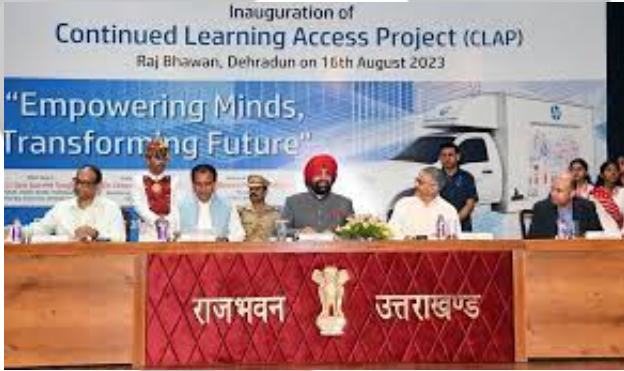 Inauguration of
Continued Learning Access Project (CLAP)
Raj Bhawan, Dehradun on 16th August 2023
"Empowering Minds,
Transforming Future"
hp
राजभवन उत्तराखण्ड